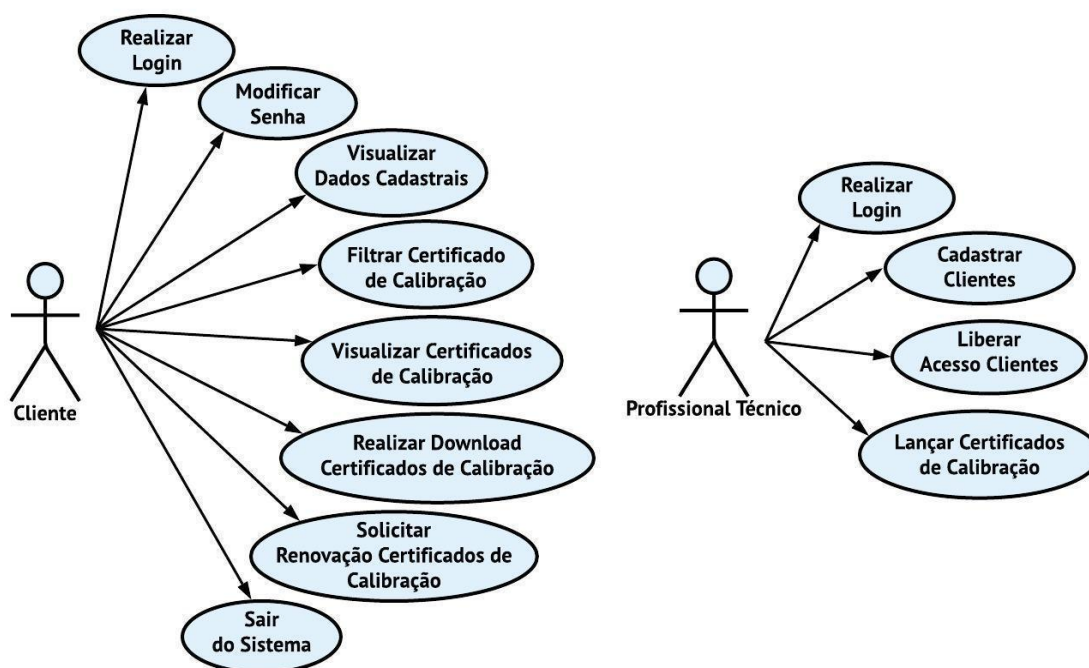 Realizar
Login
Modificar
Senha
Visualizar
Dados Cadastrais
Filtrar Certificado
de Calibração
Visualizar Certificados
de Calibração
Realizar Download
Certificados de Calibração
Solicitar
Renovação Certificados de
Calibração
Sair
do Sistema
Cliente
Realizar
Login
Cadastrar
Clientes
Liberar
Acesso Clientes
Lançar Certificados
de Calibração
Profissional Técnico